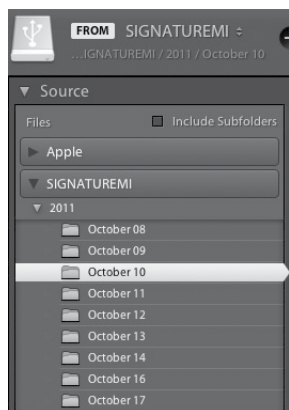 FROM SIGNATUREMI
...IGNATUREMI / 2011 / October 10
Source
Files Include Subfolders
Apple
SIGNATUREMI
2011
October 08
October 09
October 10
October 11
October 12
October 13
October 14
October 16
October 17